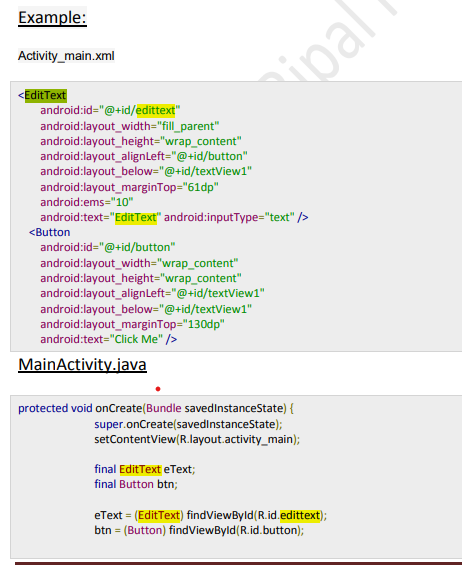 Example:
Activity_main.xml
<EditText
android:id="@+id/edittext"
android:layout_width="fill_parent"
android:layout_height="wrap_content"
android:layout_alignLeft="@+id/button"
android:layout_below="@+id/textView1"
android:layout_marginTop="61dp"
android:ems="10"
android:text="EditText" android:inputType="text" />
<Button
android:id="@+id/button"
android:layout_width="wrap_content"
android:layout_height="wrap_content"
android:layout_alignLeft="@+id/textView1"
android:layout_below="@+id/textView1"
android:layout_marginTop="130dp"
android:text="Click Me" />
MainActivity.java
protected void onCreate(Bundle savedInstanceState) {
super.onCreate(savedInstanceState);
setContentView(R.layout.activity_main);
final EditText eText;
final Button btn;
eText = (EditText) findViewById(R.id.edittext);
btn = (Button) findViewById(R.id.button);